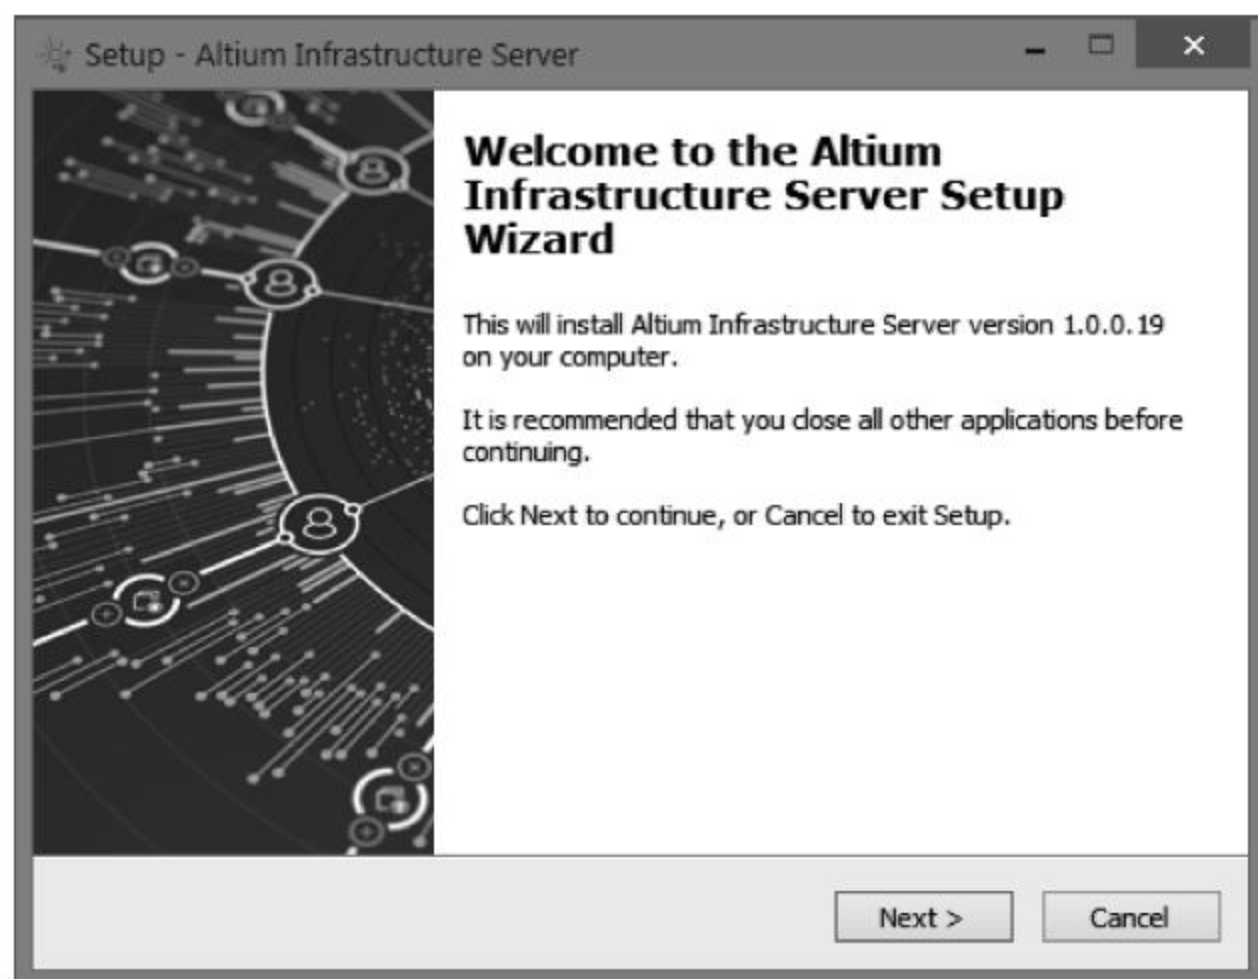 Setup - Altium Infrastructure Server
Welcome to the Altium
Infrastructure Server Setup
Wizard
This will install Altium Infrastructure Server version 1.0.0.19
on your computer.
It is recommended that you close all other applications before
continuing.
Click Next to continue, or Cancel to exit Setup.
Next >
Cancel